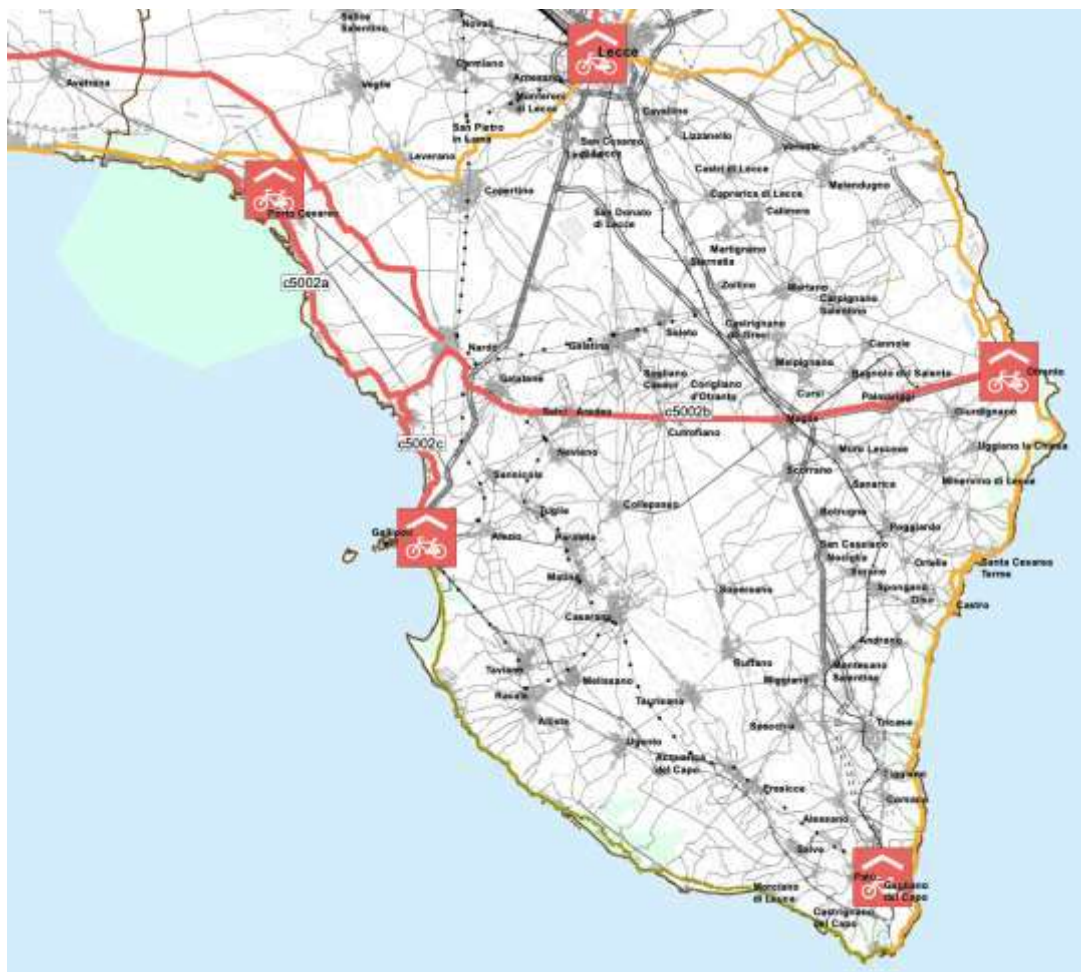 Salice
Salentino
Novoli
Lecce
Avetrana
Veglie
Carmiano
Arnesano
Monteroni
di Lecce
Cavallino
San Pietro
in Lama
Lizzanello
San Cesario
di Lecce
Vernole
Leverano
Castri di Lecce
Melendugno
Copertino
Caprarica di Lecce
Calimera
Porto Cesareo
San Donato
di Lecce
Martignano
Sternatia
c5002a
Zollino
Martano
Carpignano
Salentino
Soleto
Castrignano
de Greci
Nardò
Galatina
Cannole
Melpignano
Sogliano
Cavour
Corigliano
d'Otranto
Bagnolo del Salento
Otranto
Galatone
Cursi
Palmariggi
Seclì
Aradeo
c5002b
Maglie
Giurdignano
Cutrofiano
c5002c
Uggiano la Chiesa
Neviano
Muro Leccese
Sannicola
Scorrano
Sanarica
Minervino di Lecce
Tuglie
Collepasso
Botrugno
Poggiardo
Gallipoli
Alezio
Parabita
San Cassiano
Nociglia
Ortelle
Santa Cesarea
Terme
Surano
Matino
Supersano
Spongano
Diso
Castro
Casarano
Andrano
Ruffano
Taviano
Montesano
Salentino
Melissano
Miggiano
Racale
Taurisano
Alliste
Specchia
Tricase
Ugento
Acquarica
del Capo
Tiggiano
Presicce
Corsano
Alessano
Salve
Patù
Morciano
di Leuca
Gagliano
del Capo
Castrignano
del Capo